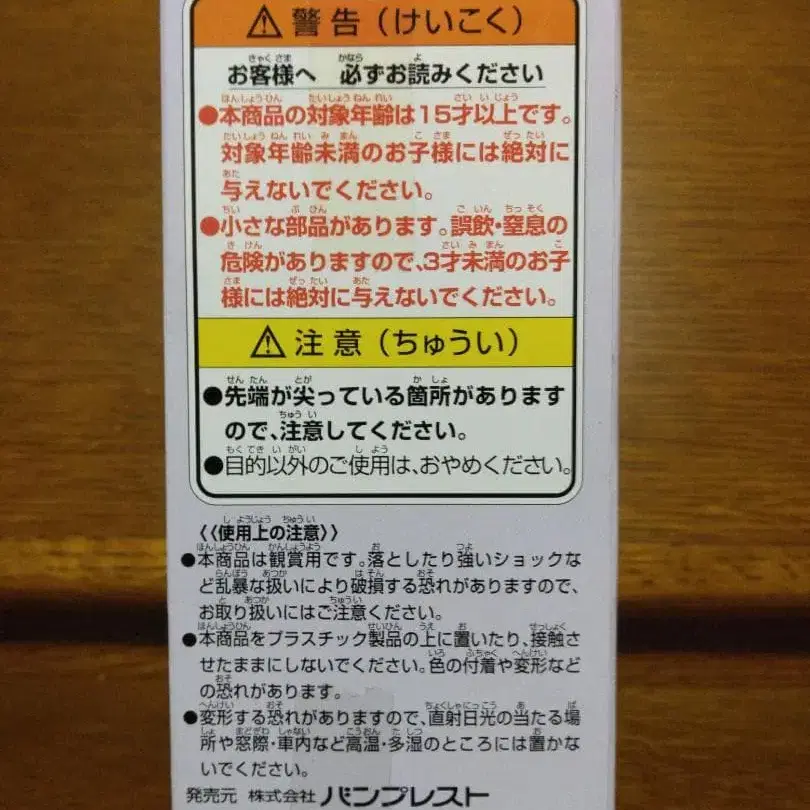 ⚠警告（けいこく）
お客様へ　必ずお読みください
●本商品の対象年齢は15才以上です。
対象年齢未満のお子様には絶対に
与えないでください。
●小さな部品があります。誤飲・窒息の
危険がありますので、3才未満のお子
様には絶対に与えないでください。
⚠注意（ちゅうい）
●先端が尖っている箇所があります
ので、注意してください。
●目的以外のご使用は、おやめください。
《使用上の注意》
●本商品は観賞用です。落としたり強いショックな
ど乱暴な扱いにより破損する恐れがありますので、
お取り扱いにはご注意ください。
●本商品をプラスチック製品の上に置いたり、接触さ
せたままにしないでください。色の付着や変形など
の恐れがあります。
●変形する恐れがありますので、直射日光の当たる場
所や窓際・車内など高温・多湿のところには置かな
いでください。
発売元　株式会社 バンプレスト